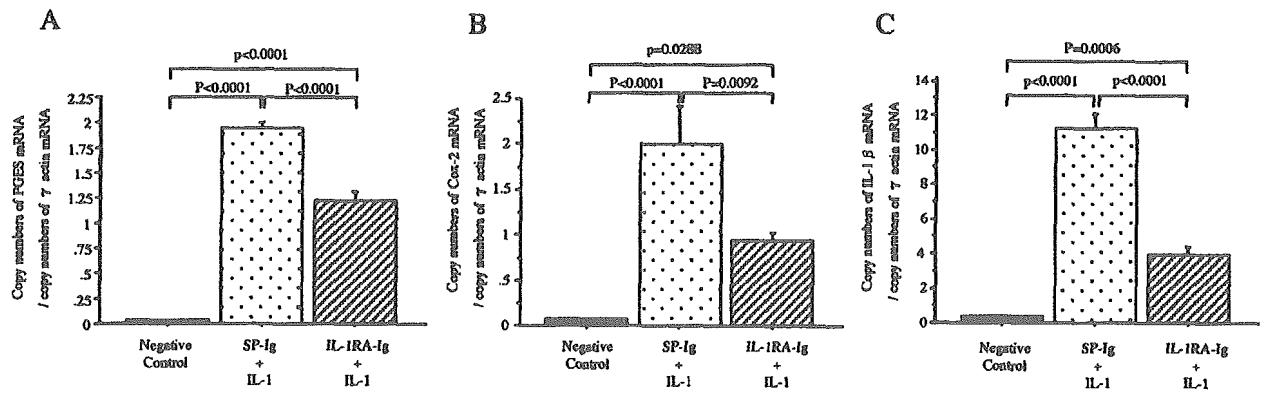 A
p<0.0001
P<0.0001
P<0.0001
Copy numbers of PGES mRNA
/ copy numbers of γ actin mRNA
2.25
2
1.75
1.5
1.25
1
.75
.5
.25
0
Negative
Control
SP-Ig
+
IL-1
IL-1RA-Ig
+
IL-1
B
p=0.0288
P<0.0001
P=0.0092
Copy numbers of Cox-2 mRNA
/ copy numbers of γ actin mRNA
2.5
2
1.5
1
.5
0
Negative
Control
SP-Ig
+
IL-1
IL-1RA-Ig
+
IL-1
C
P=0.0006
p<0.0001
p<0.0001
Copy numbers of IL-1 β mRNA
/ copy numbers of γ actin mRNA
14
12
10
8
6
4
2
0
Negative
Control
SP-Ig
+
IL-1
IL-1RA-Ig
+
IL-1